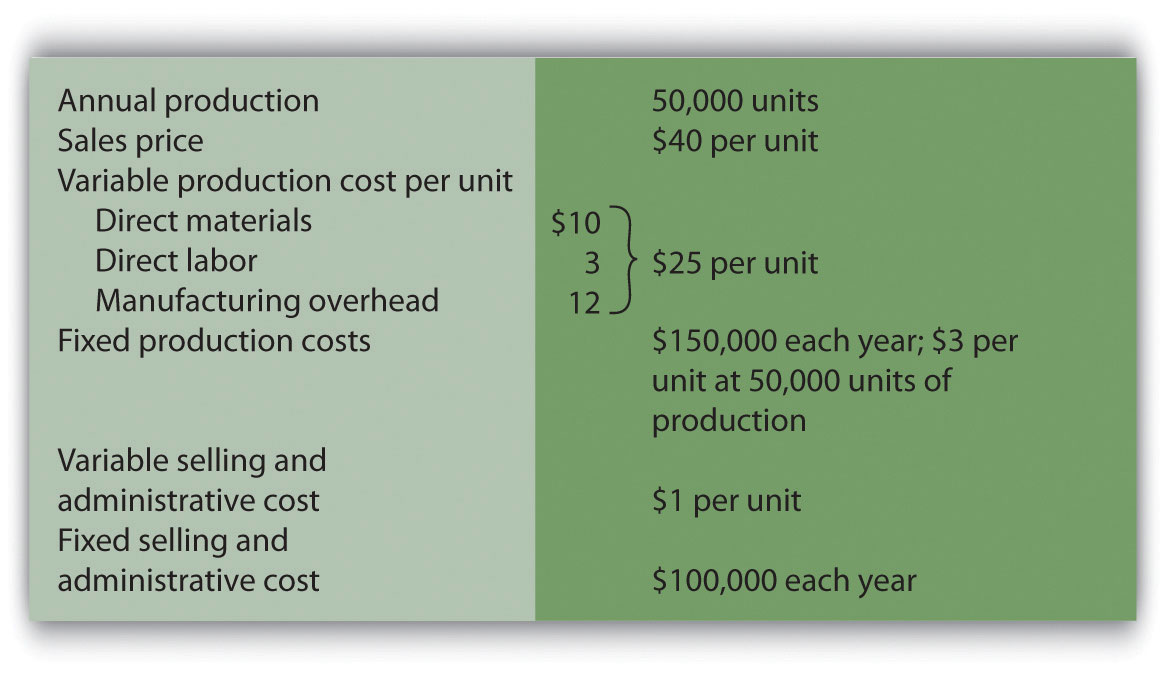 Annual production 50,000 units
Sales price $40 per unit
Variable production cost per unit
Direct materials $10
Direct labor 3 $25 per unit
Manufacturing overhead 12
Fixed production costs $150,000 each year; $3 per
unit at 50,000 units of
production
Variable selling and
administrative cost $1 per unit
Fixed selling and
administrative cost $100,000 each year